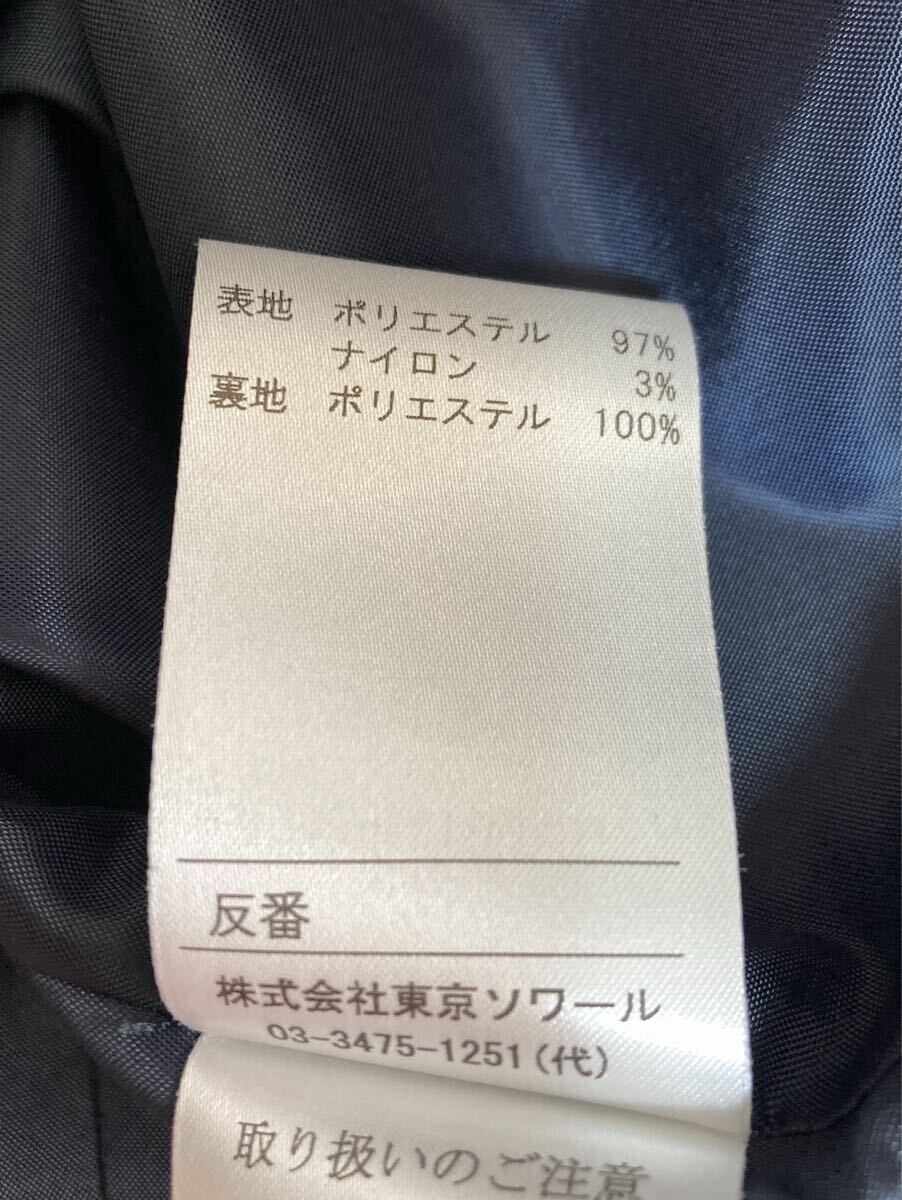 表地 ポリエステル 97%
ナイロン 3%
裏地 ポリエステル 100%
反番
株式会社東京ソワール
03-3475-1251(代)
取り扱いのご注意